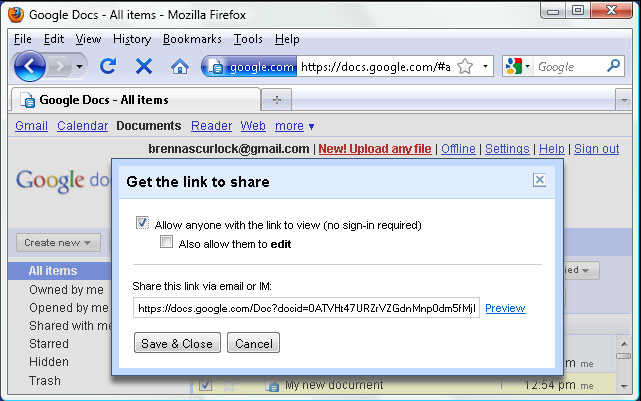 Google Docs - All items - Mozilla Firefox
File Edit View History Bookmarks Tools Help
google.com https://docs.google.com/#a Google
Google Docs - All items
Gmail Calendar Documents Reader Web more ▼
brennascurlock@gmail.com | New! Upload any file | Offline | Settings | Help | Sign out
Google do
Get the link to share
Allow anyone with the link to view (no sign-in required)
Also allow them to edit
Share this link via email or IM:
https://docs.google.com/Doc?docid=0ATVHt47URZrVZGdnMnp0dm5fMjI Preview
Save & Close Cancel
Create new ▼
All items
Owned by me
Opened by me
Shared with me
Starred
Hidden
Trash
pm me
My new document 12:54 pm me